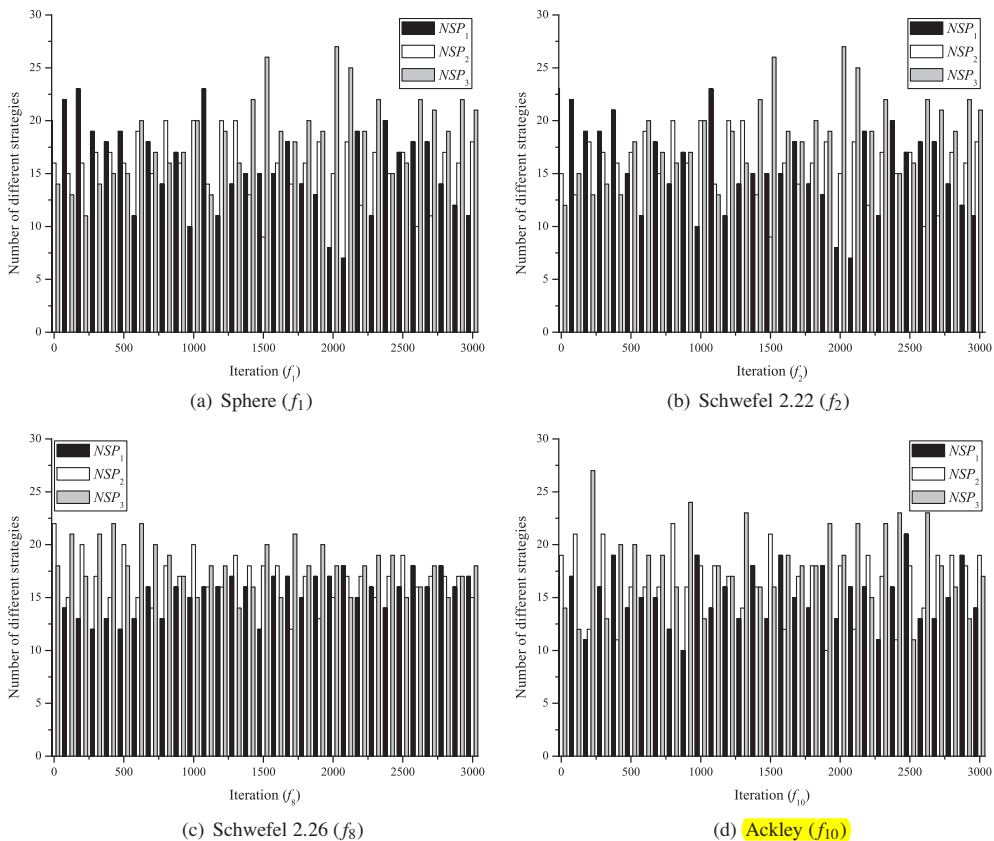 30
25
20
15
10
5
0
Number of different strategies
NSP1
NSP2
NSP3
0 500 1000 1500 2000 2500 3000
Iteration (f1)
(a) Sphere (f1)
30
25
20
15
10
5
0
Number of different strategies
NSP1
NSP2
NSP3
0 500 1000 1500 2000 2500 3000
Iteration (f2)
(b) Schwefel 2.22 (f2)
30
25
20
15
10
5
0
Number of different strategies
NSP1
NSP2
NSP3
0 500 1000 1500 2000 2500 3000
Iteration (f8)
(c) Schwefel 2.26 (f8)
30
25
20
15
10
5
0
Number of different strategies
NSP1
NSP2
NSP3
0 500 1000 1500 2000 2500 3000
Iteration (f10)
(d) Ackley (f10)